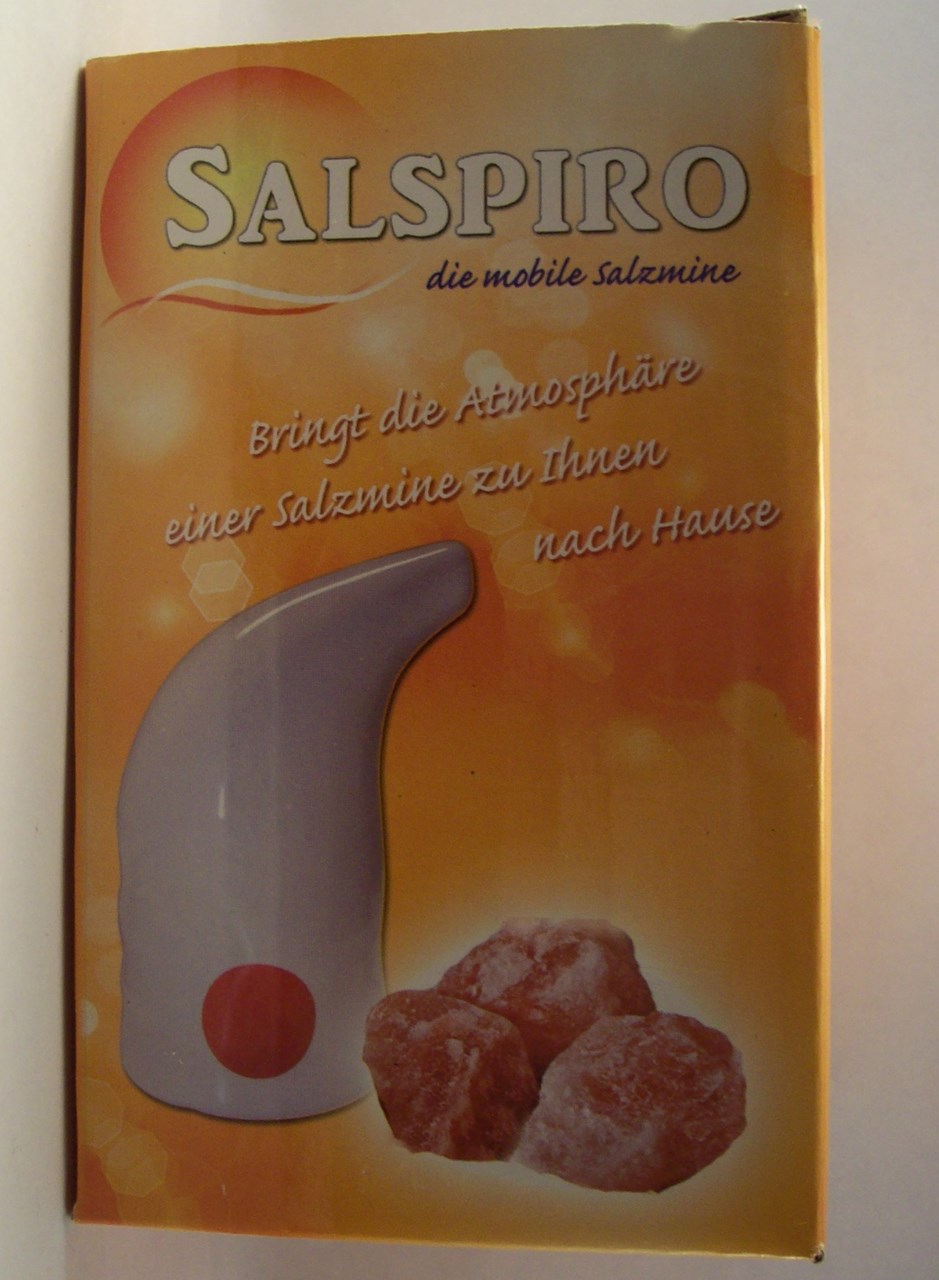 SALSPIRO
die mobile Salzmine
Bringt die Atmosphäre
einer Salzmine zu Ihnen
nach Hause